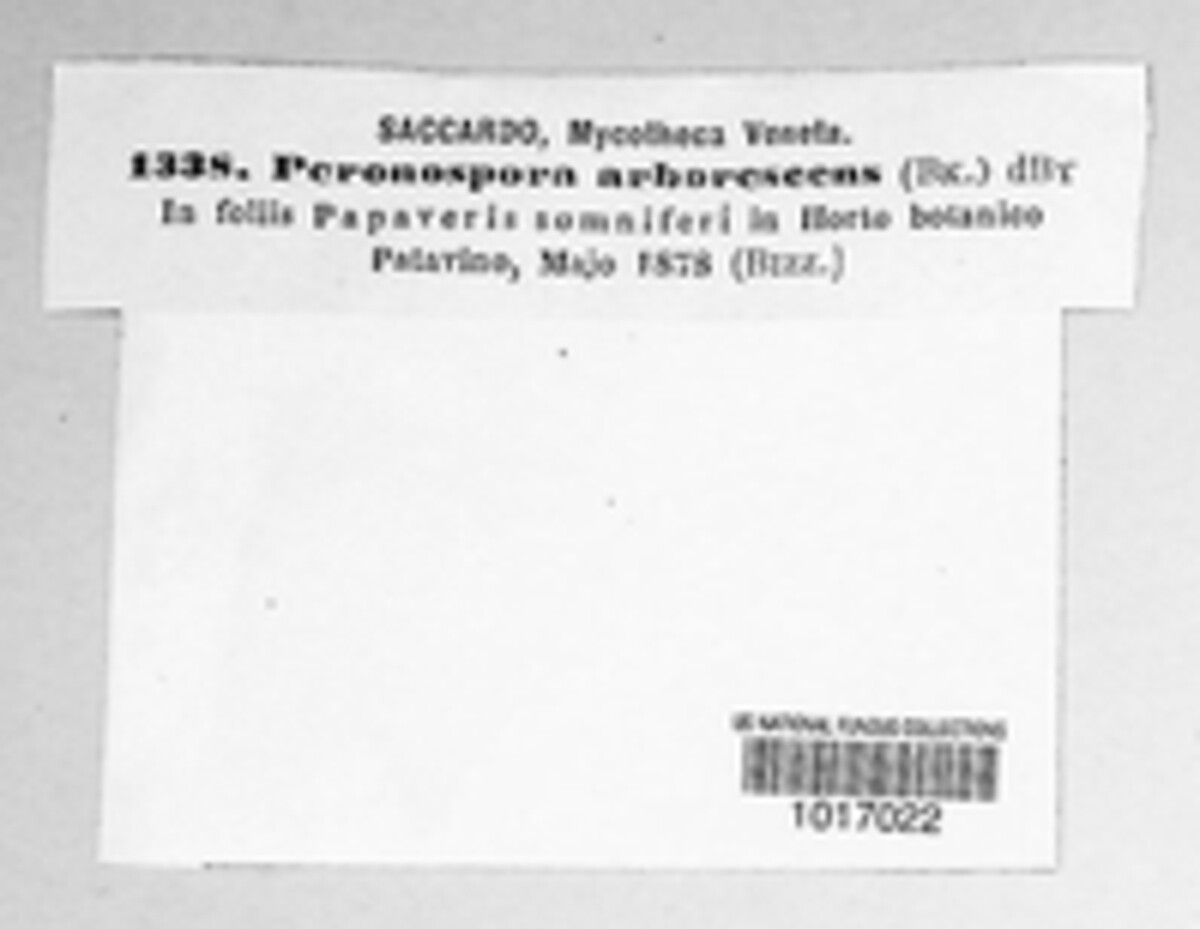 SACCARDO, Mycotheca Veneta.
1338. Peronospora arborescens (BK.) dBY
In foliis Papaveris somniferi in Horto botanico
Patavino, Majo 1878 (BIZZ.)
US NATIONAL FUNGUS COLLECTIONS
1017022